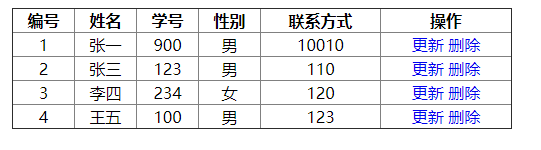 编号 姓名 学号 性别 联系方式 操作
1 张一 900 男 10010 更新 删除
2 张三 123 男 110 更新 删除
3 李四 234 女 120 更新 删除
4 王五 100 男 123 更新 删除